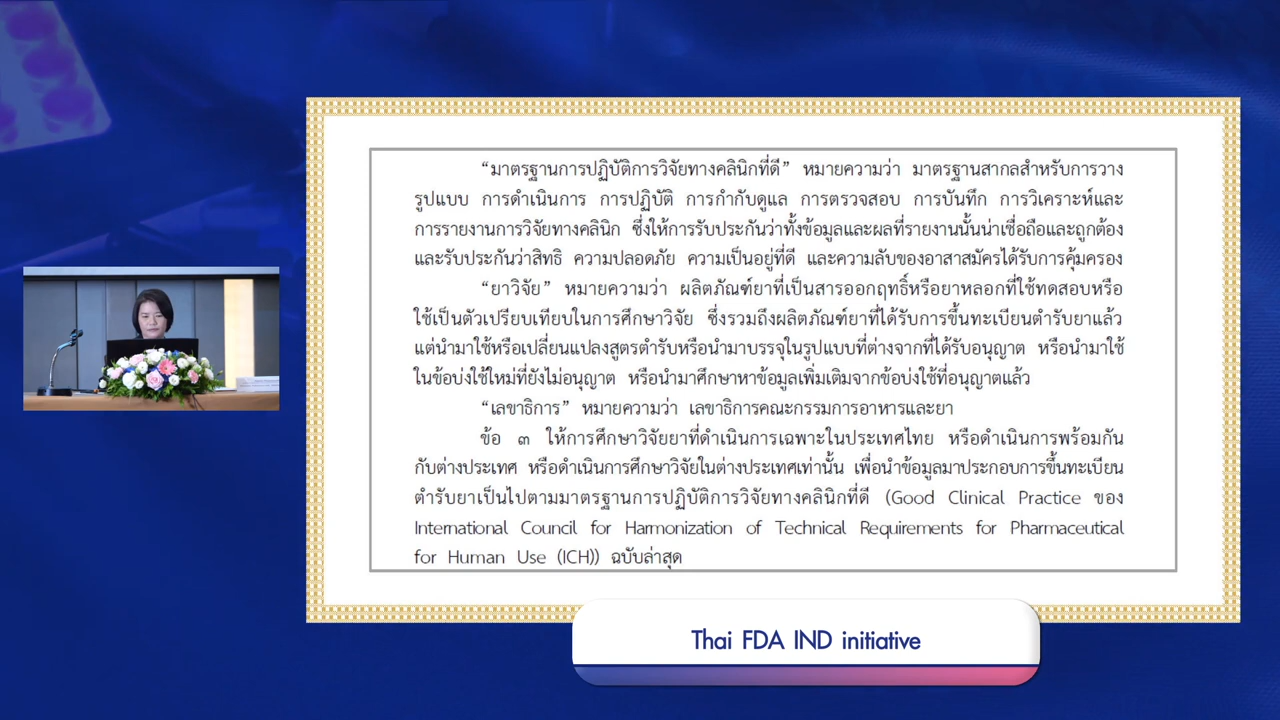 “มาตรฐานการปฏิบัติการวิจัยทางคลินิกที่ดี” หมายความว่า มาตรฐานสากลสำหรับการวาง
รูปแบบ การดำเนินการ การปฏิบัติ การกำกับดูแล การตรวจสอบ การบันทึก การวิเคราะห์และ
การรายงานการวิจัยทางคลินิก ซึ่งให้การรับประกันว่าทั้งข้อมูลและผลที่รายงานนั้นน่าเชื่อถือและถูกต้อง
และรับประกันว่าสิทธิ ความปลอดภัย ความเป็นอยู่ที่ดี และความลับของอาสาสมัครได้รับการคุ้มครอง
“ยาวิจัย” หมายความว่า ผลิตภัณฑ์ยาที่เป็นสารออกฤทธิ์หรือยาหลอกที่ใช้ทดสอบหรือ
ใช้เป็นตัวเปรียบเทียบในการศึกษาวิจัย ซึ่งรวมถึงผลิตภัณฑ์ยาที่ได้รับการขึ้นทะเบียนตำรับยาแล้ว
แต่นำมาใช้หรือเปลี่ยนแปลงสูตรตำรับหรือนำมาบรรจุในรูปแบบที่ต่างจากที่ได้รับอนุญาต หรือนำมาใช้
ในข้อบ่งใช้ใหม่ที่ยังไม่อนุญาต หรือนำมาศึกษาหาข้อมูลเพิ่มเติมจากข้อบ่งใช้ที่อนุญาตแล้ว
“เลขาธิการ” หมายความว่า เลขาธิการคณะกรรมการอาหารและยา
ข้อ ๓ ให้การศึกษาวิจัยยาที่ดำเนินการเฉพาะในประเทศไทย หรือดำเนินการพร้อมกัน
กับต่างประเทศ หรือดำเนินการศึกษาวิจัยในต่างประเทศเท่านั้น เพื่อนำข้อมูลมาประกอบการขึ้นทะเบียน
ตำรับยาเป็นไปตามมาตรฐานการปฏิบัติการวิจัยทางคลินิกที่ดี (Good Clinical Practice ของ
International Council for Harmonization of Technical Requirements for Pharmaceutical
for Human Use (ICH)) ฉบับล่าสุด
Thai FDA IND initiative